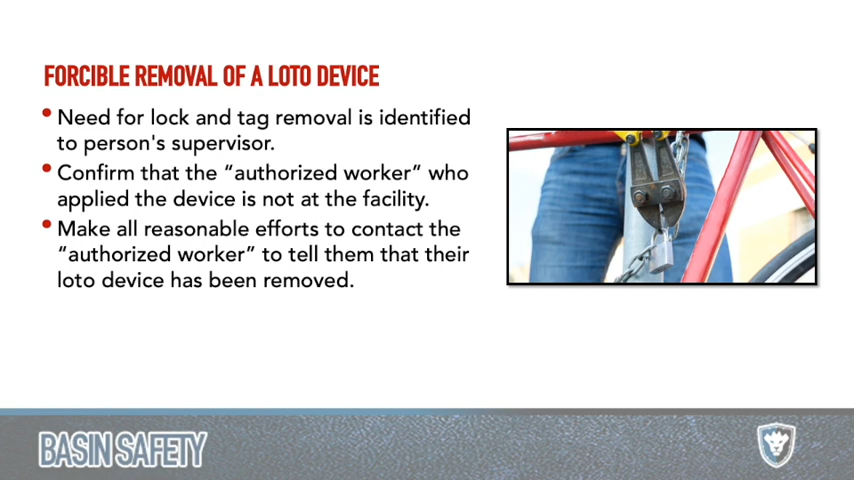 FORCIBLE REMOVAL OF A LOTO DEVICE
• Need for lock and tag removal is identified
to person's supervisor.
• Confirm that the “authorized worker” who
applied the device is not at the facility.
• Make all reasonable efforts to contact the
“authorized worker” to tell them that their
loto device has been removed.
BASIN SAFETY